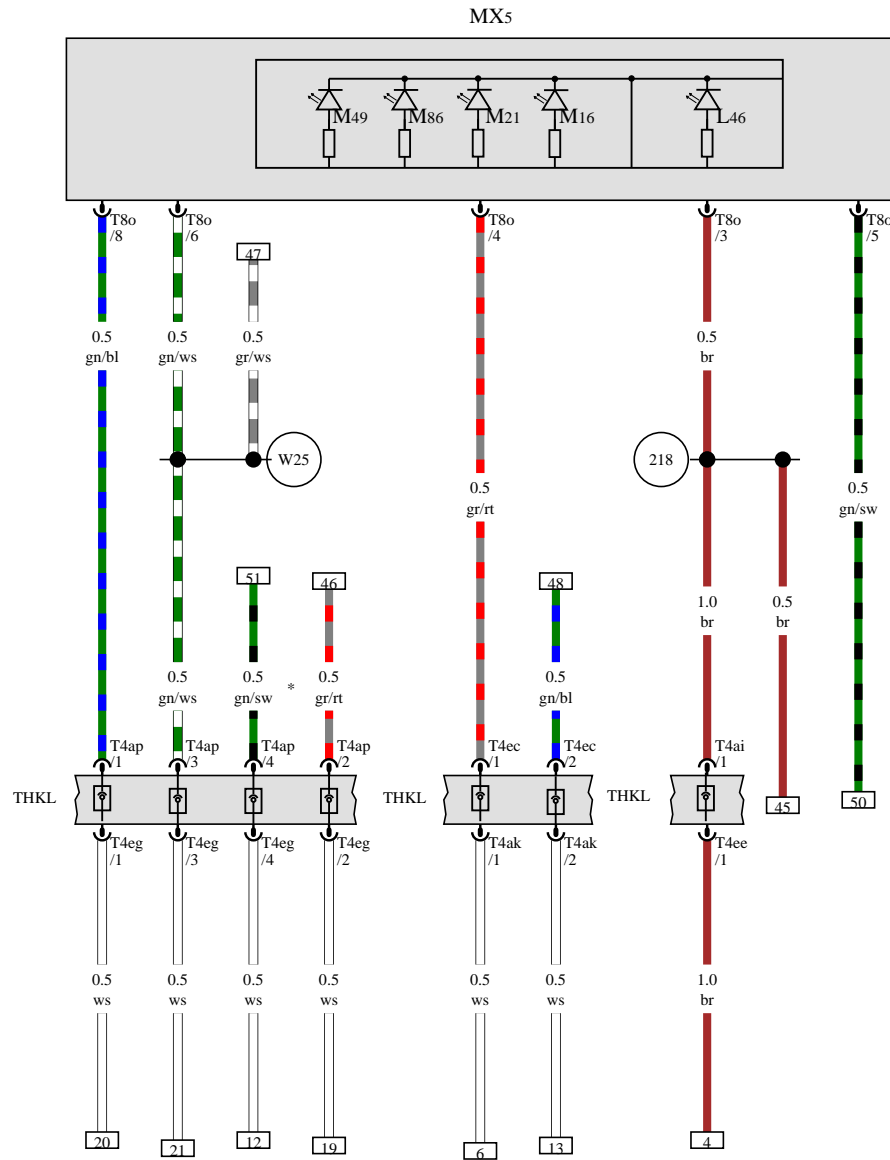 MX5
M49 M86 M21 M16 L46
T8o T8o T8o T8o T8o
/8 /6 /4 /3 /5
47
0.5 0.5 0.5 0.5
gn/bl gn/ws gr/ws br
W25 218
0.5 0.5
gr/rt gn/sw
51 46 48
1.0 0.5
br br
0.5 0.5 0.5 0.5
gn/ws gn/sw * gr/rt gn/bl
T4ap T4ap T4ap T4ap T4ec T4ec T4ai
/1 /3 /4 /2 /1 /2 /1
THKL THKL 45 50
T4eg T4eg T4eg T4eg T4ak T4ak T4ee
/1 /3 /4 /2 /1 /2 /1
0.5 0.5 0.5 0.5 0.5 0.5 1.0
ws ws ws ws ws ws br
20 21 12 19 6 13 4